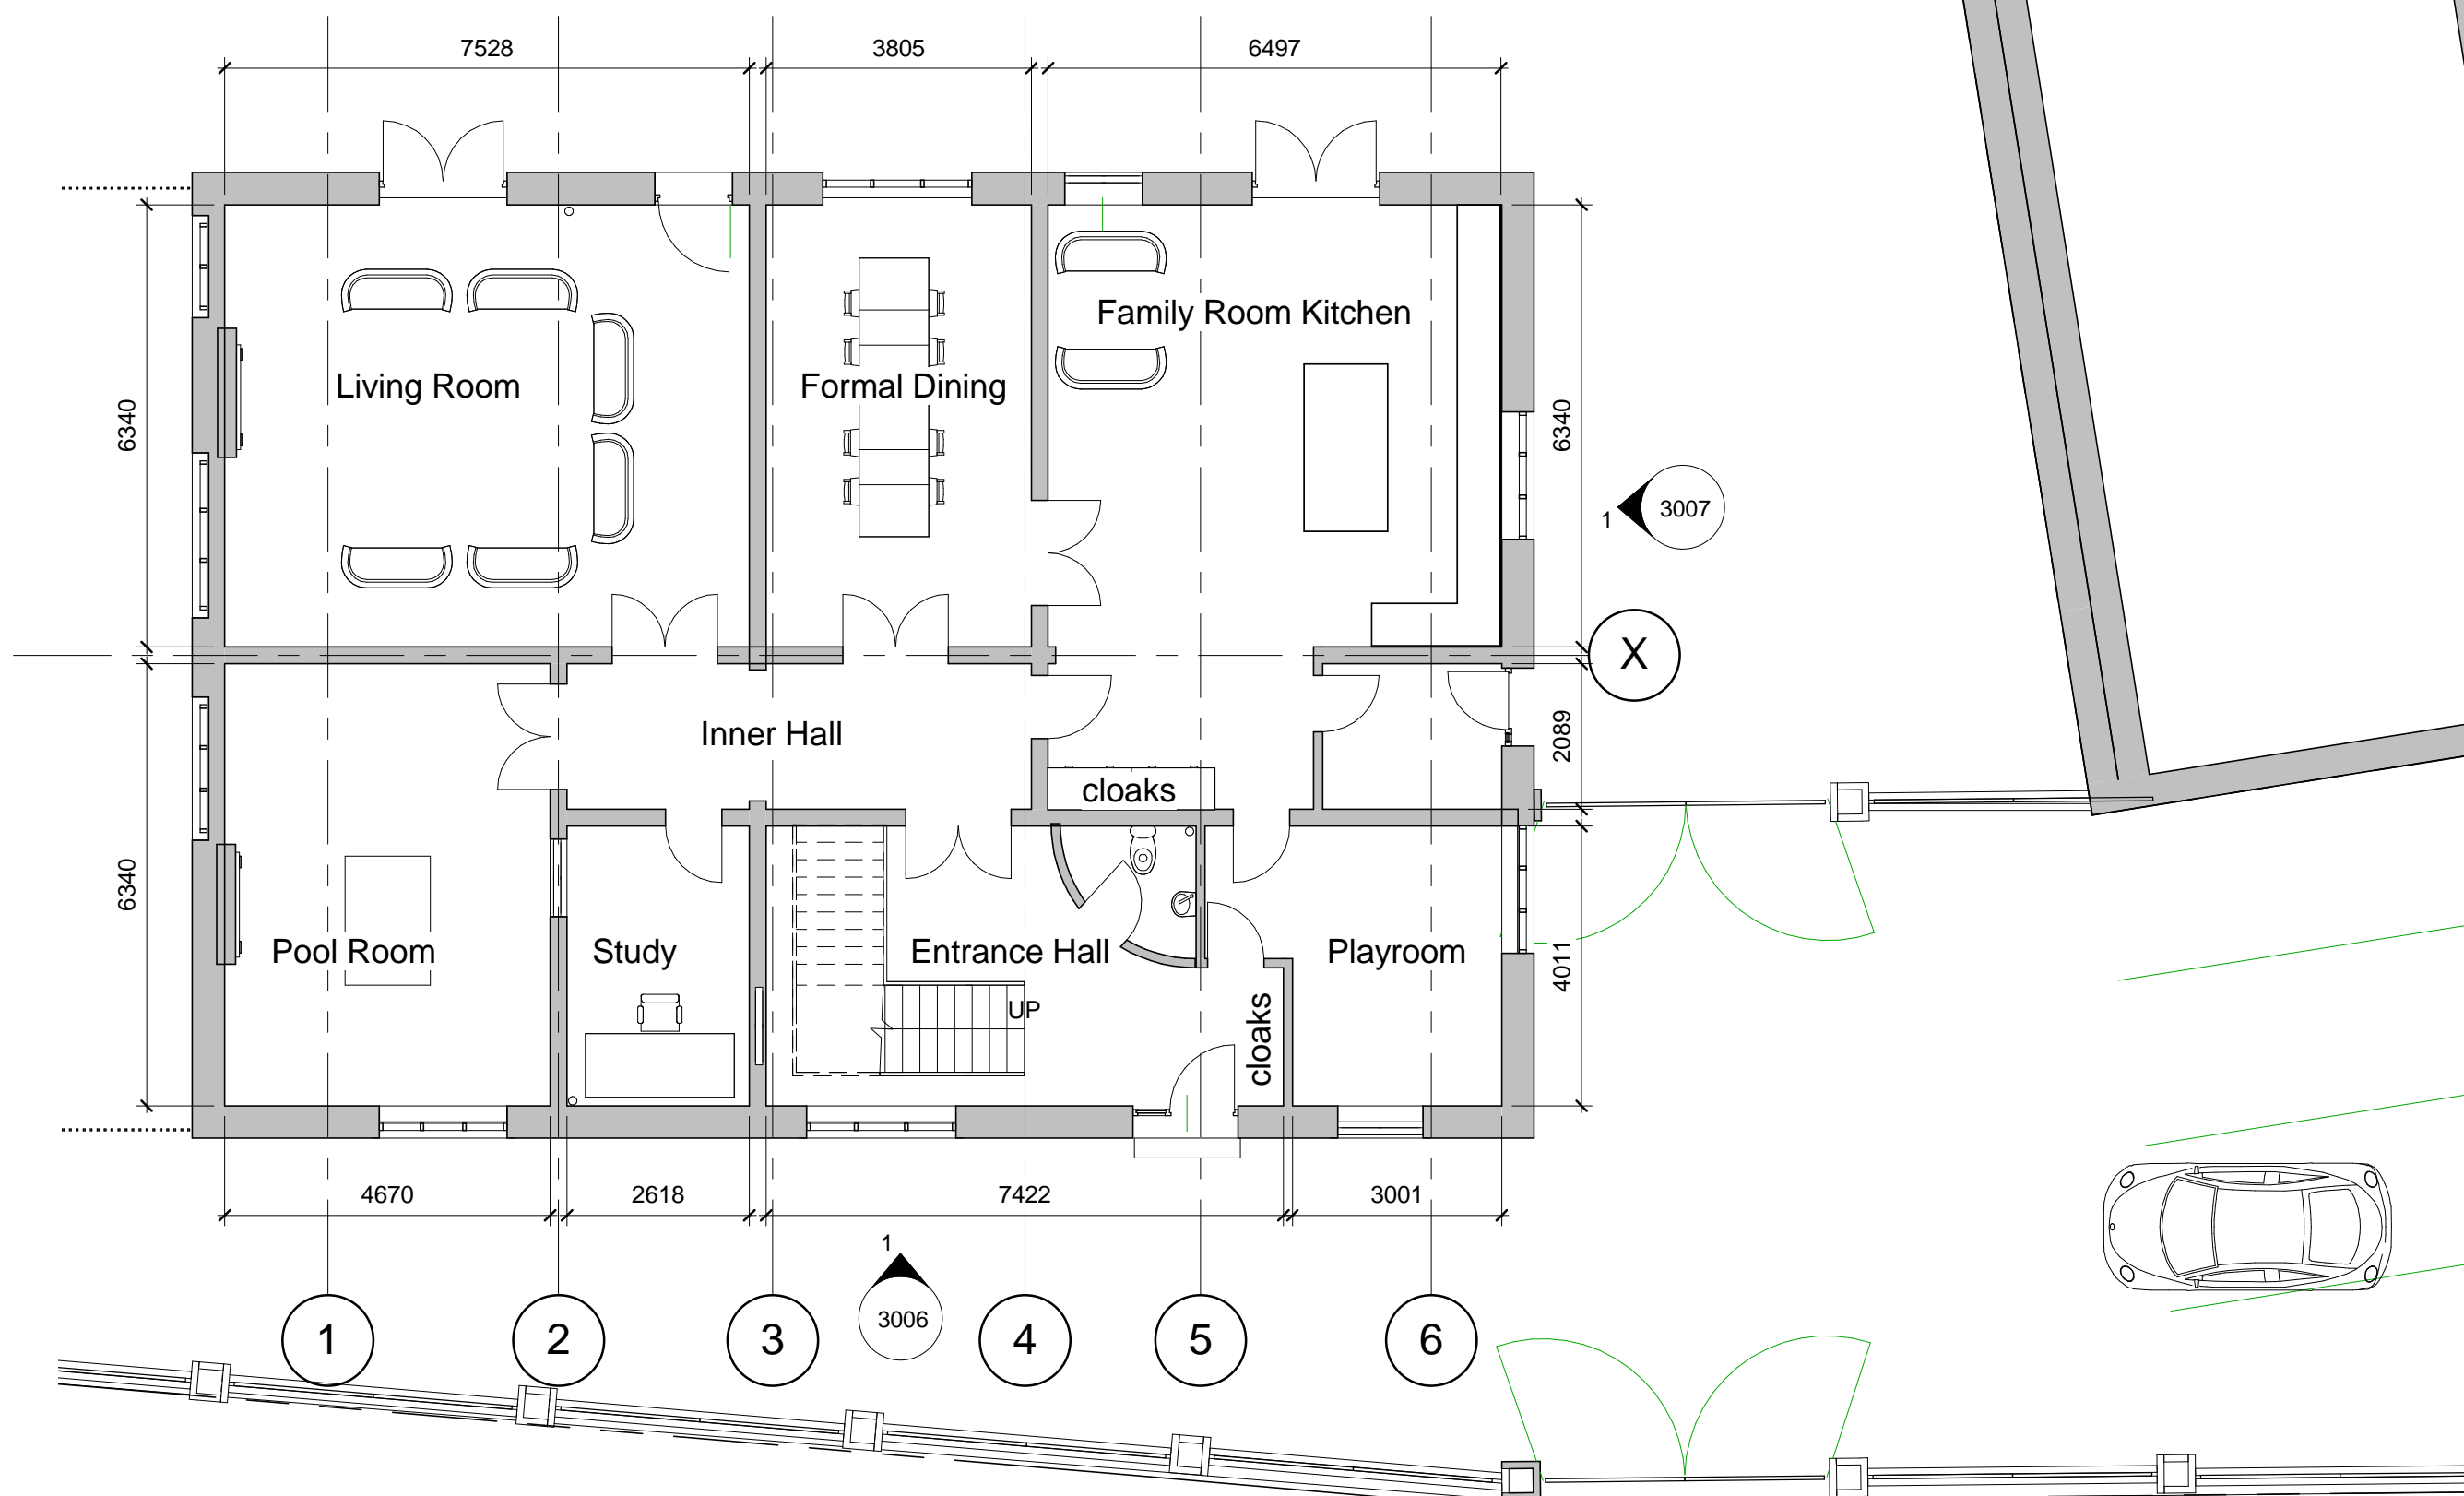 7528
3805
6497
Family Room Kitchen
Living Room
Formal Dining
6340
6340
3007
1
X
Inner Hall
2089
cloaks
6340
Pool Room
Study
Entrance Hall
Playroom
4011
UP
cloaks
4670
2618
7422
3001
1
3006
1
2
3
4
5
6